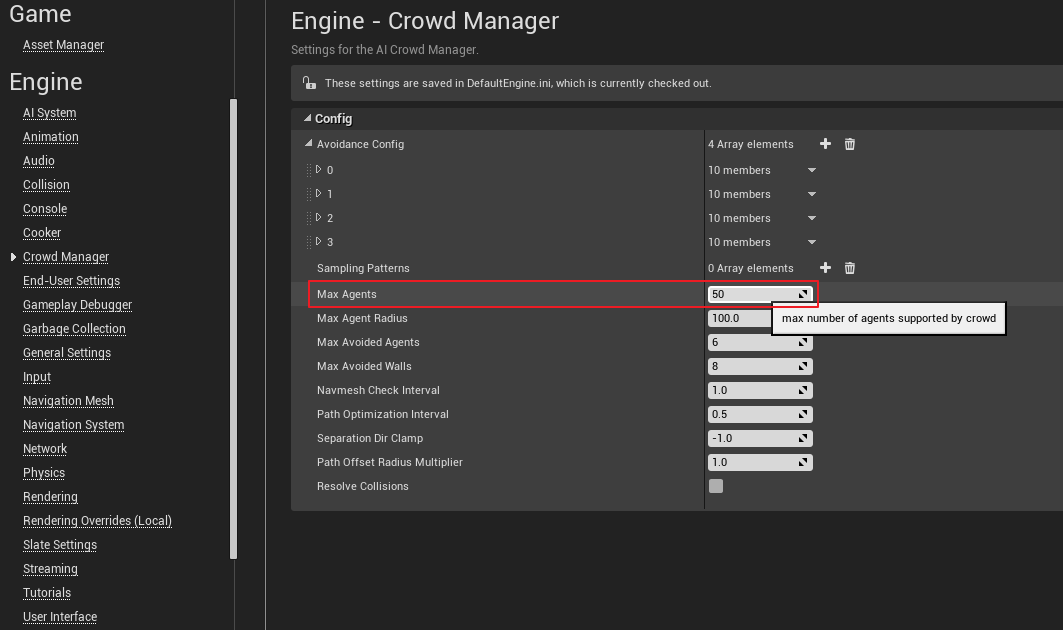 Game
Asset Manager
Engine
AI System
Animation
Audio
Collision
Console
Cooker
Crowd Manager
End-User Settings
Gameplay Debugger
Garbage Collection
General Settings
Input
Navigation Mesh
Navigation System
Network
Physics
Rendering
Rendering Overrides (Local)
Slate Settings
Streaming
Tutorials
User Interface
Engine - Crowd Manager
Settings for the AI Crowd Manager.
These settings are saved in DefaultEngine.ini, which is currently checked out.
Config
Avoidance Config 4 Array elements
0 10 members
1 10 members
2 10 members
3 10 members
Sampling Patterns 0 Array elements
Max Agents 50
Max Agent Radius 100.0
max number of agents supported by crowd
Max Avoided Agents 6
Max Avoided Walls 8
Navmesh Check Interval 1.0
Path Optimization Interval 0.5
Separation Dir Clamp -1.0
Path Offset Radius Multiplier 1.0
Resolve Collisions